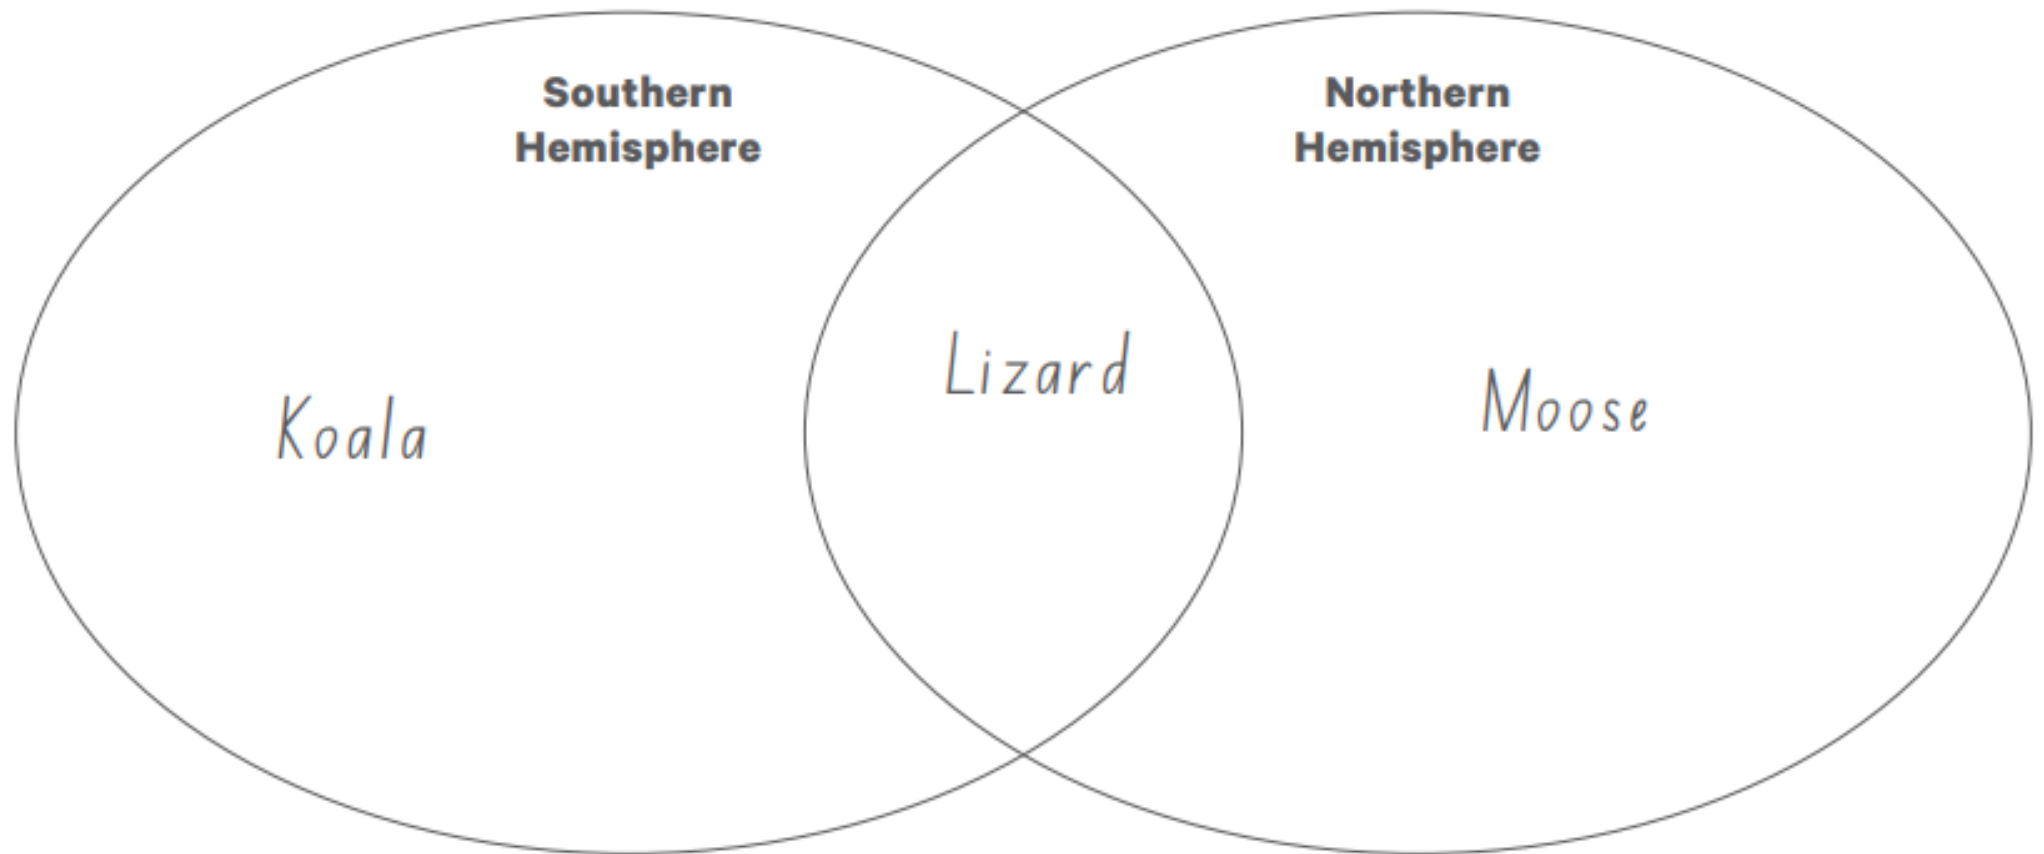 Southern
Hemisphere
Northern
Hemisphere
Koala
Lizard
Moose